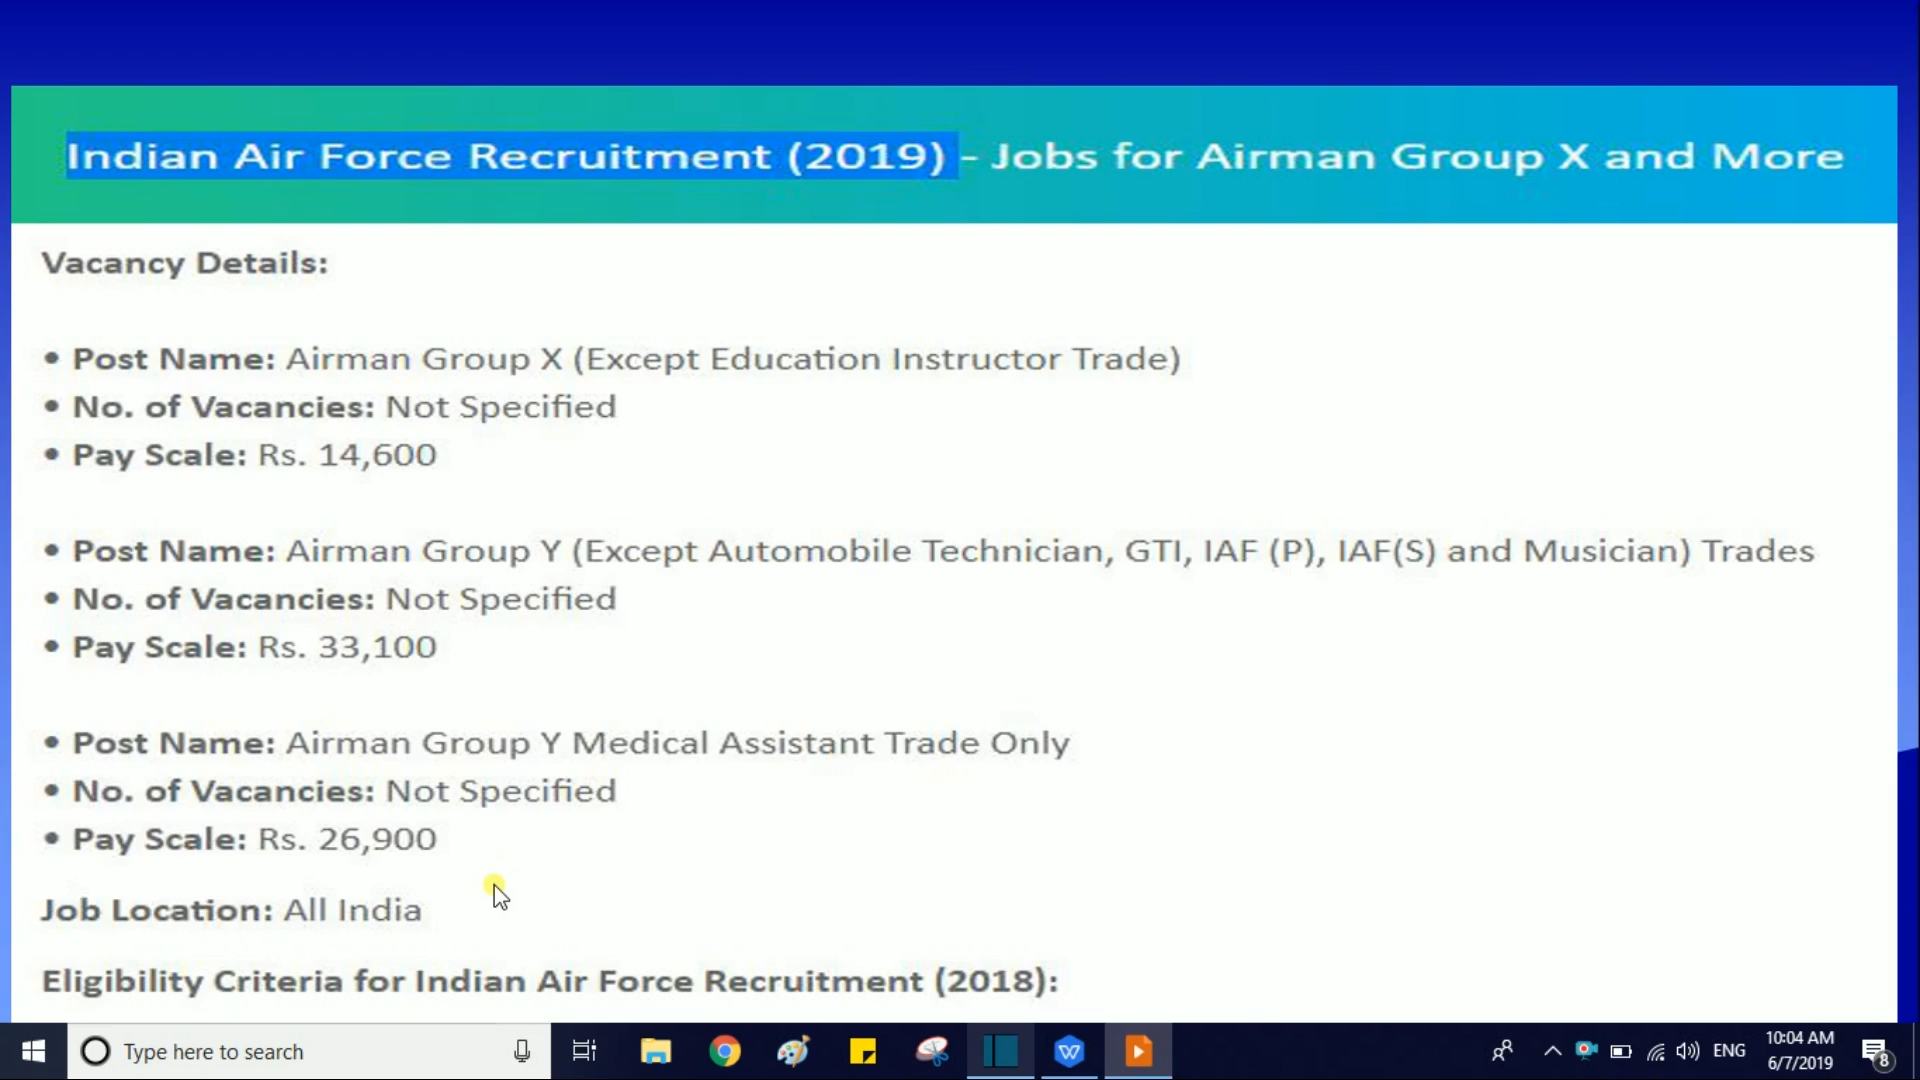 Indian Air Force Recruitment (2019) - Jobs for Airman Group X and More
Vacancy Details:
• Post Name: Airman Group X (Except Education Instructor Trade)
• No. of Vacancies: Not Specified
• Pay Scale: Rs. 14,600
• Post Name: Airman Group Y (Except Automobile Technician, GTI, IAF (P), IAF(S) and Musician) Trades
• No. of Vacancies: Not Specified
• Pay Scale: Rs. 33,100
• Post Name: Airman Group Y Medical Assistant Trade Only
• No. of Vacancies: Not Specified
• Pay Scale: Rs. 26,900
Job Location: All India
Eligibility Criteria for Indian Air Force Recruitment (2018):
Type here to search
ENG
10:04 AM
6/7/2019
8